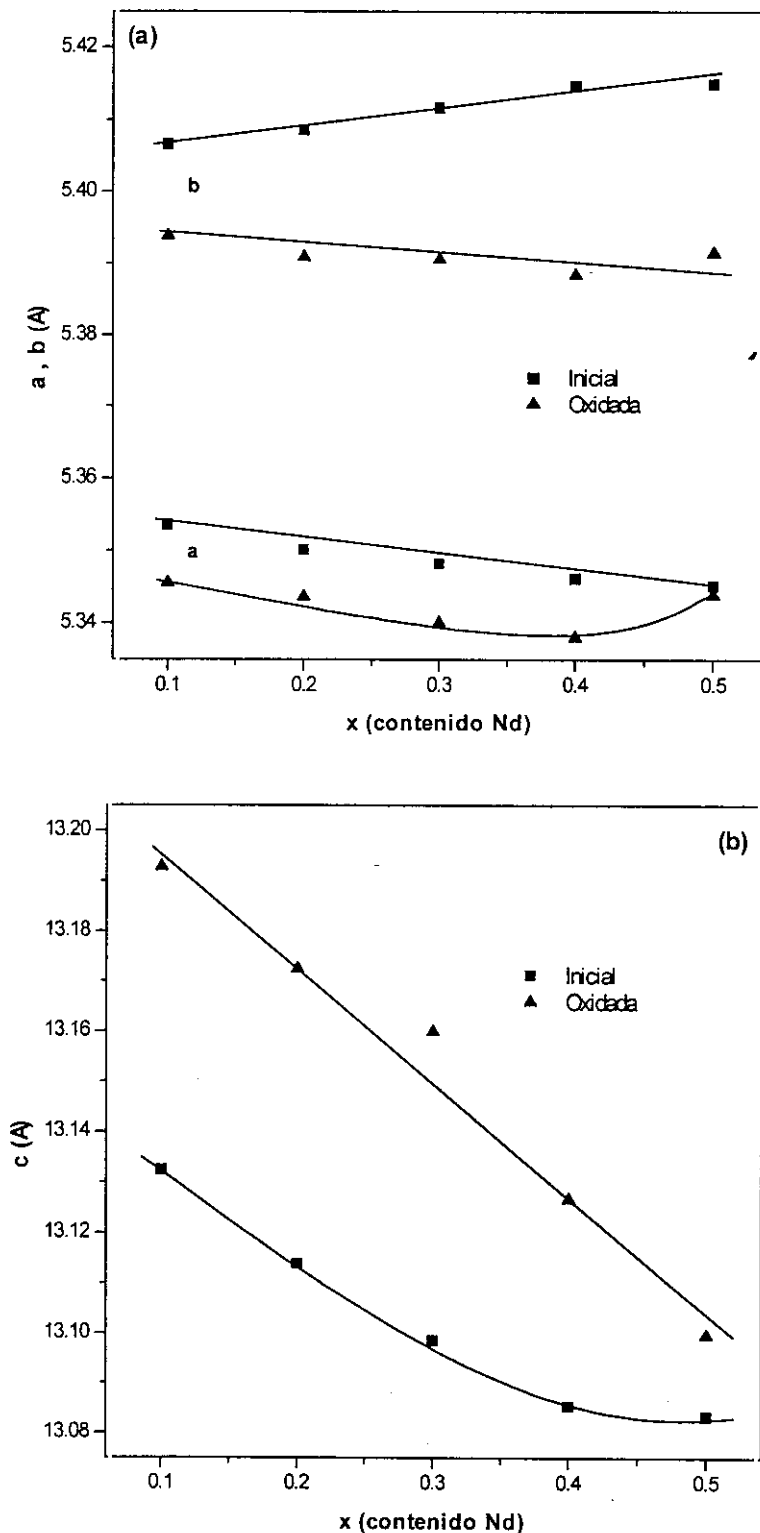 (a)
5.42
5.40
5.38
5.36
5.34
a , b (A)
b
a
Inicial
Oxidada
0.1 0.2 0.3 0.4 0.5
x (contenido Nd)
(b)
13.20
13.18
13.16
13.14
13.12
13.10
13.08
c (A)
Inicial
Oxidada
0.1 0.2 0.3 0.4 0.5
x (contenido Nd)